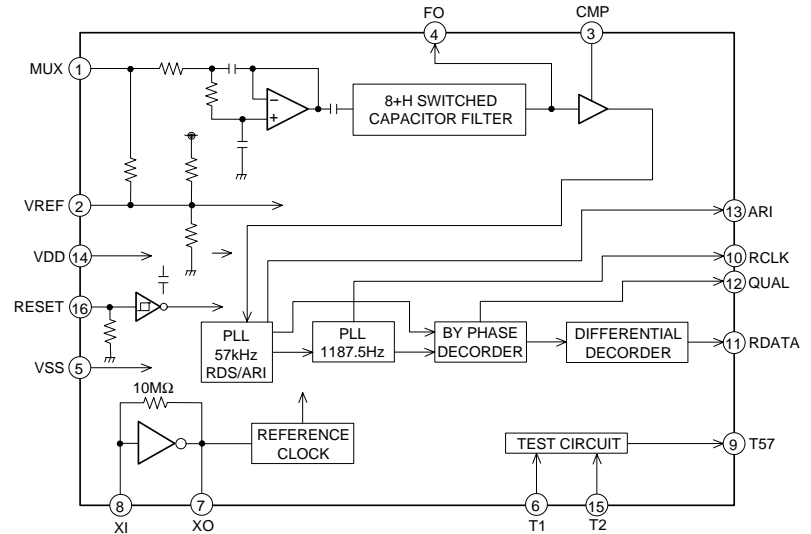 FO
CMP
4
3
MUX
1
−
+
8+H SWITCHED
CAPACITOR FILTER
VREF
2
13
ARI
VDD
14
10
RCLK
12
QUAL
RESET
16
PLL
57kHz
RDS/ARI
PLL
1187.5Hz
BY PHASE
DECORDER
DIFFERENTIAL
DECORDER
11
RDATA
VSS
5
10MΩ
REFERENCE
CLOCK
TEST CIRCUIT
9
T57
8
7
6
15
XI
XO
T1
T2